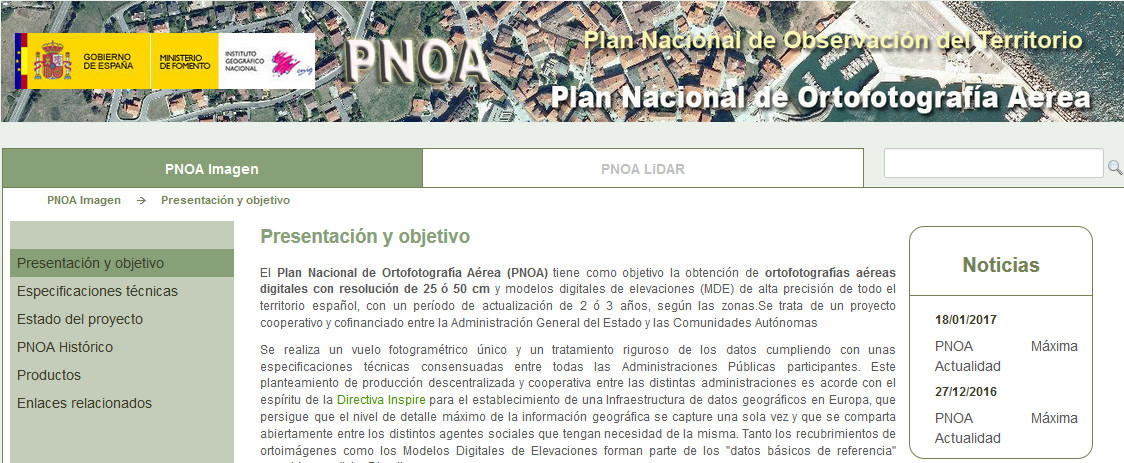 GOBIERNO
DE ESPAÑA
MINISTERIO
DE FOMENTO
INSTITUTO
GEOGRÁFICO
NACIONAL
cnig
PNOA
Plan Nacional de Observación del Territorio
Plan Nacional de Ortofotografía Aérea
PNOA Imagen
PNOA LiDAR
PNOA Imagen → Presentación y objetivo
Presentación y objetivo
Especificaciones técnicas
Estado del proyecto
PNOA Histórico
Productos
Enlaces relacionados
Presentación y objetivo
El Plan Nacional de Ortofotografía Aérea (PNOA) tiene como objetivo la obtención de ortofotografías aéreas
digitales con resolución de 25 ó 50 cm y modelos digitales de elevaciones (MDE) de alta precisión de todo el
territorio español, con un período de actualización de 2 ó 3 años, según las zonas.Se trata de un proyecto
cooperativo y cofinanciado entre la Administración General del Estado y las Comunidades Autónomas
Se realiza un vuelo fotogramétrico único y un tratamiento riguroso de los datos cumpliendo con unas
especificaciones técnicas consensuadas entre todas las Administraciones Públicas participantes. Este
planteamiento de producción descentralizada y cooperativa entre las distintas administraciones es acorde con el
espíritu de la Directiva Inspire para el establecimiento de una Infraestructura de datos geográficos en Europa, que
persigue que el nivel de detalle máximo de la información geográfica se capture una sola vez y que se comparta
abiertamente entre los distintos agentes sociales que tengan necesidad de la misma. Tanto los recubrimientos de
ortoimágenes como los Modelos Digitales de Elevaciones forman parte de los "datos básicos de referencia"
Noticias
18/01/2017
PNOA Máxima
Actualidad
27/12/2016
PNOA Máxima
Actualidad